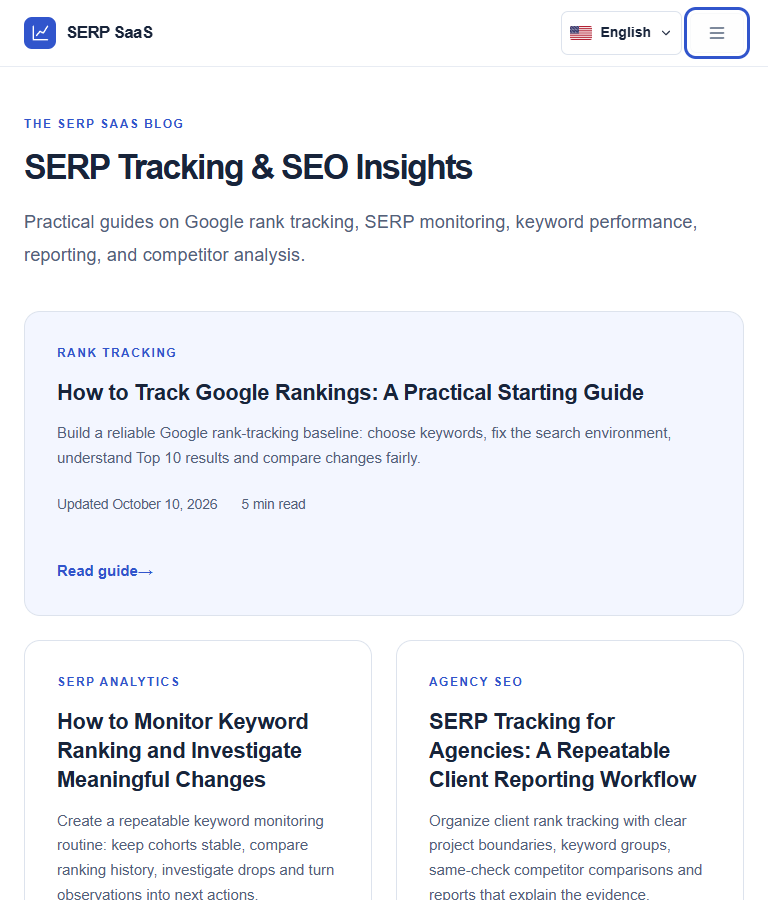 SERP SaaS
English
THE SERP SAAS BLOG
SERP Tracking & SEO Insights
Practical guides on Google rank tracking, SERP monitoring, keyword performance,
reporting, and competitor analysis.
RANK TRACKING
How to Track Google Rankings: A Practical Starting Guide
Build a reliable Google rank-tracking baseline: choose keywords, fix the search environment,
understand Top 10 results and compare changes fairly.
Updated October 10, 2026 5 min read
Read guide→
SERP ANALYTICS
How to Monitor Keyword
Ranking and Investigate
Meaningful Changes
Create a repeatable keyword monitoring
routine: keep cohorts stable, compare
ranking history, investigate drops and turn
observations into next actions.
AGENCY SEO
SERP Tracking for
Agencies: A Repeatable
Client Reporting Workflow
Organize client rank tracking with clear
project boundaries, keyword groups,
same-check competitor comparisons and
reports that explain the evidence.